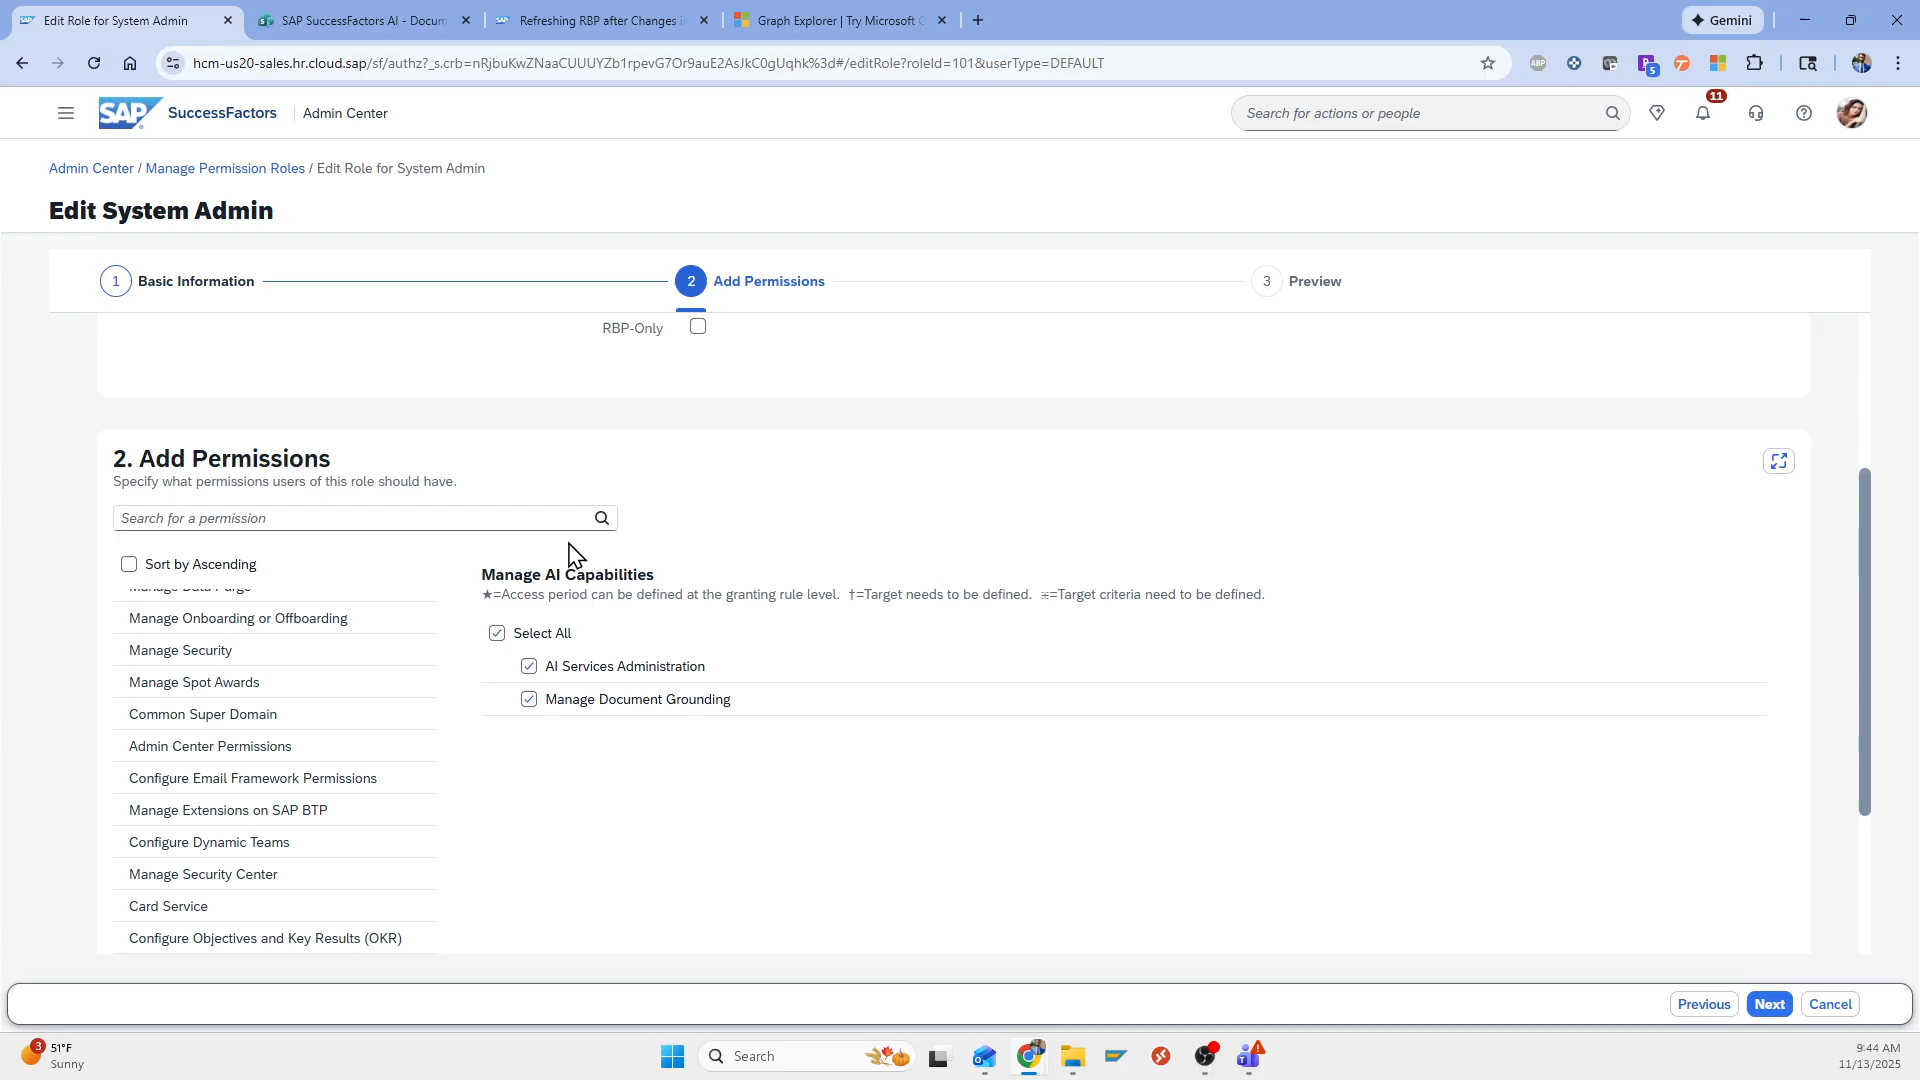 Edit Role for System Admin
SAP SuccessFactors AI - Docum
Refreshing RBP after Changes i
Graph Explorer | Try Microsoft
Gemini
hcm-us20-sales.hr.cloud.sap/sf/authz?_s.crb=nRjbuKwZNaaCUUUYZb1rpevG7Or9auE2AsJkC0gUqhk%3d#/editRole?roleId=101&userType=DEFAULT
ABP
5
SAP SuccessFactors
Admin Center
Search for actions or people
11
Admin Center / Manage Permission Roles / Edit Role for System Admin
Edit System Admin
1 Basic Information
2 Add Permissions
3 Preview
RBP-Only
2. Add Permissions
Specify what permissions users of this role should have.
Search for a permission
Sort by Ascending
Manage Data Purge
Manage Onboarding or Offboarding
Manage Security
Manage Spot Awards
Common Super Domain
Admin Center Permissions
Configure Email Framework Permissions
Manage Extensions on SAP BTP
Configure Dynamic Teams
Manage Security Center
Card Service
Configure Objectives and Key Results (OKR)
Manage AI Capabilities
★=Access period can be defined at the granting rule level. †=Target needs to be defined. ⩮=Target criteria need to be defined.
Select All
AI Services Administration
Manage Document Grounding
Previous
Next
Cancel
3
51°F
Sunny
Search
9:44 AM
11/13/2025